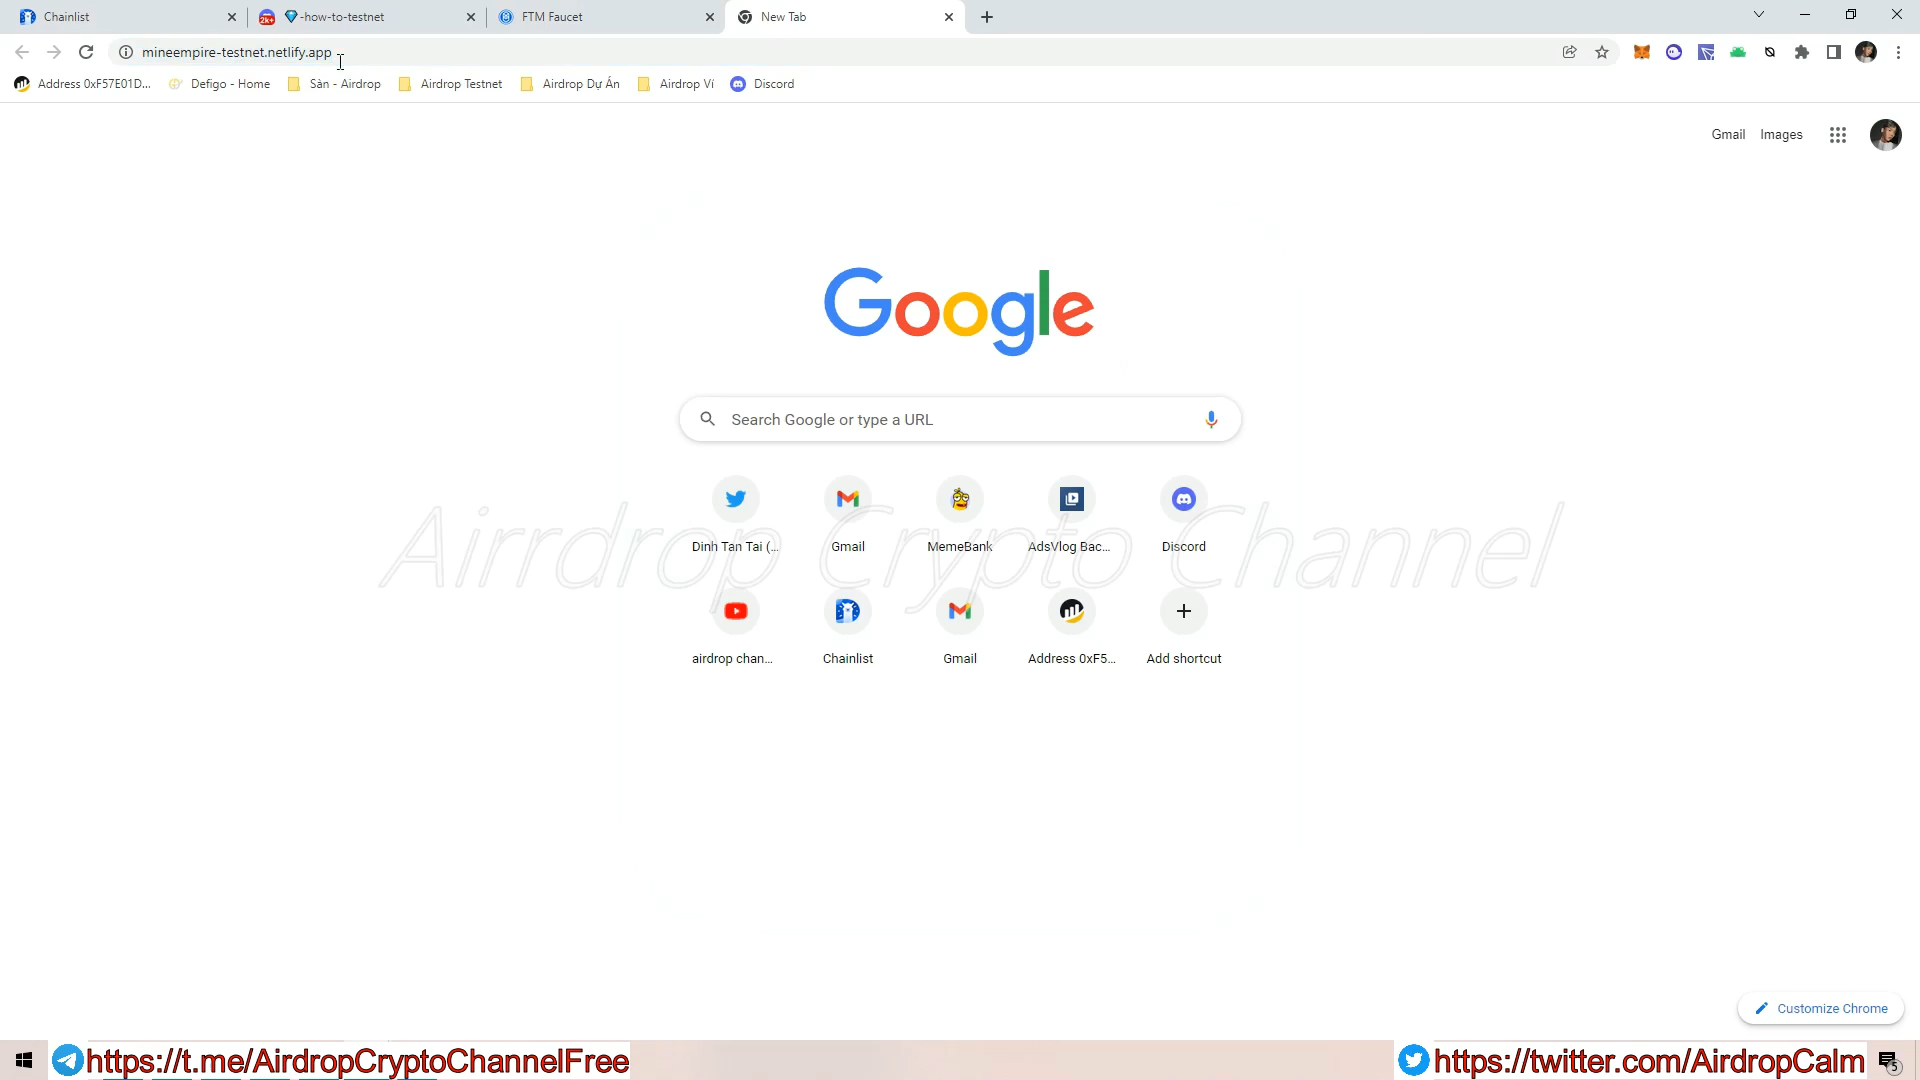 Chainlist
2k+
-how-to-testnet
FTM Faucet
New Tab
mineempire-testnet.netlify.app
Address 0xF57E01D...
Defigo - Home
Sàn - Airdrop
Airdrop Testnet
Airdrop Dự Án
Airdrop Ví
Discord
Gmail
Images
Google
Search Google or type a URL
Dinh Tan Tai (...
Gmail
MemeBank
AdsVlog Bac...
Discord
Airrdrop Crypto Channel
airdrop chan...
Chainlist
Gmail
Address 0xF5...
Add shortcut
Customize Chrome
https://t.me/AirdropCryptoChannelFree
https://twitter.com/AirdropCalm
5